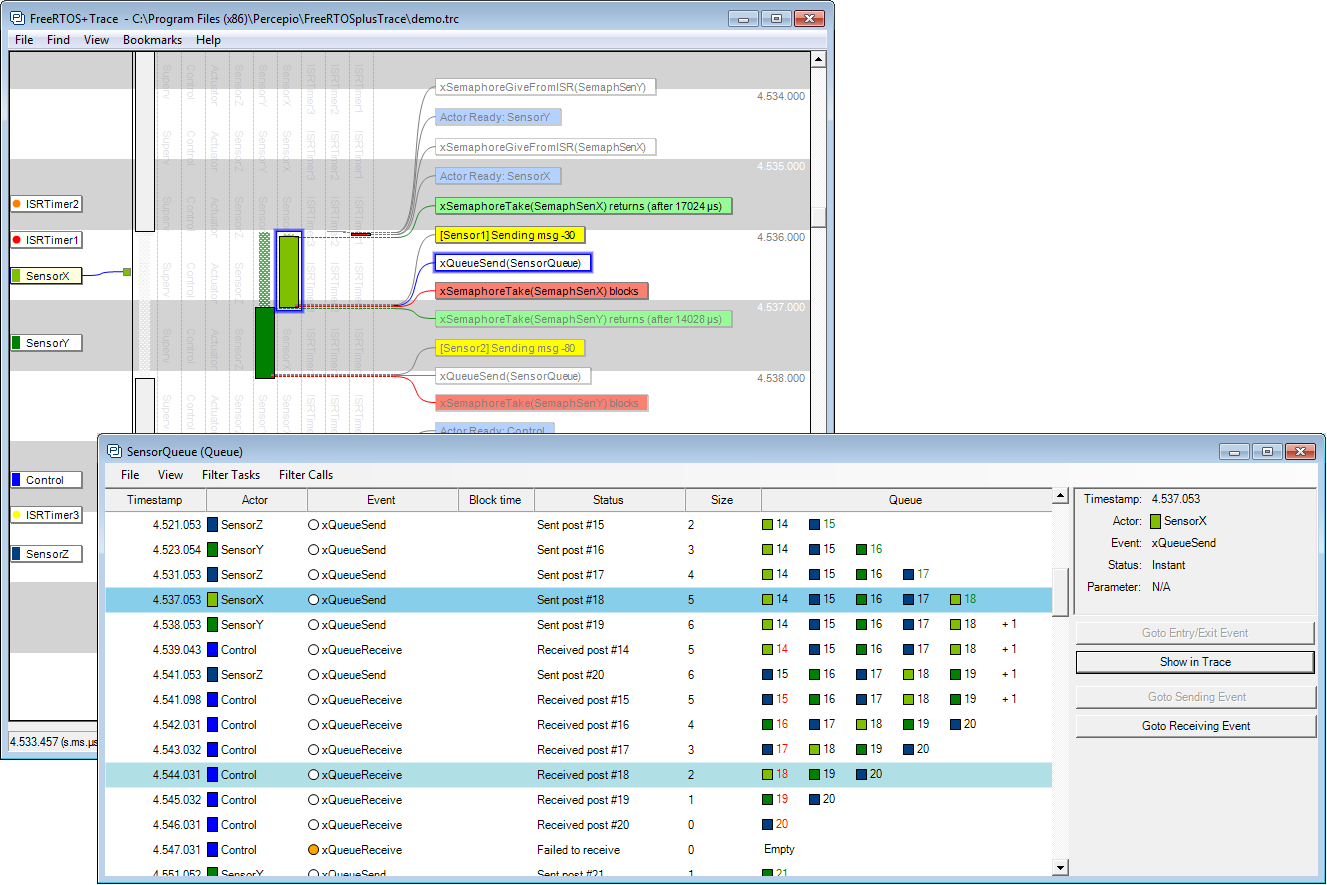 FreeRTOS+Trace - C:\Program Files (x86)\Percepio\FreeRTOSplusTrace\demo.trc
File Find View Bookmarks Help
Superv Control Actuator SensorZ SensorY SensorX ISRTimer3 ISRTimer2 ISRTimer1
xSemaphoreGiveFromISR(SemaphSenY)
4.534.000
Actor Ready: SensorY
xSemaphoreGiveFromISR(SemaphSenX)
4.535.000
Actor Ready: SensorX
ISRTimer2
xSemaphoreTake(SemaphSenX) returns (after 17024 µs)
ISRTimer1
[Sensor1] Sending msg -30
4.536.000
xQueueSend(SensorQueue)
SensorX
xSemaphoreTake(SemaphSenX) blocks
4.537.000
xSemaphoreTake(SemaphSenY) returns (after 14028 µs)
SensorY
[Sensor2] Sending msg -80
xQueueSend(SensorQueue)
4.538.000
xSemaphoreTake(SemaphSenY) blocks
Actor Ready: Control
Control
ISRTimer3
SensorZ
4.533.457 (s.ms.µs
SensorQueue (Queue)
File View Filter Tasks Filter Calls
Timestamp Actor Event Block time Status Size Queue
4.521.053 SensorZ xQueueSend Sent post #15 2 14 15
4.523.054 SensorY xQueueSend Sent post #16 3 14 15 16
4.531.053 SensorZ xQueueSend Sent post #17 4 14 15 16 17
4.537.053 SensorX xQueueSend Sent post #18 5 14 15 16 17 18
4.538.053 SensorY xQueueSend Sent post #19 6 14 15 16 17 18 + 1
4.539.043 Control xQueueReceive Received post #14 5 14 15 16 17 18 + 1
4.541.053 SensorZ xQueueSend Sent post #20 6 15 16 17 18 19 + 1
4.541.098 Control xQueueReceive Received post #15 5 15 16 17 18 19 + 1
4.542.031 Control xQueueReceive Received post #16 4 16 17 18 19 20
4.543.032 Control xQueueReceive Received post #17 3 17 18 19 20
4.544.031 Control xQueueReceive Received post #18 2 18 19 20
4.545.032 Control xQueueReceive Received post #19 1 19 20
4.546.031 Control xQueueReceive Received post #20 0 20
4.547.031 Control xQueueReceive Failed to receive 0 Empty
4.551.052 SensorY xQueueSend Sent post #21 1 21
Timestamp: 4.537.053
Actor: SensorX
Event: xQueueSend
Status: Instant
Parameter: N/A
Goto Entry/Exit Event
Show in Trace
Goto Sending Event
Goto Receiving Event